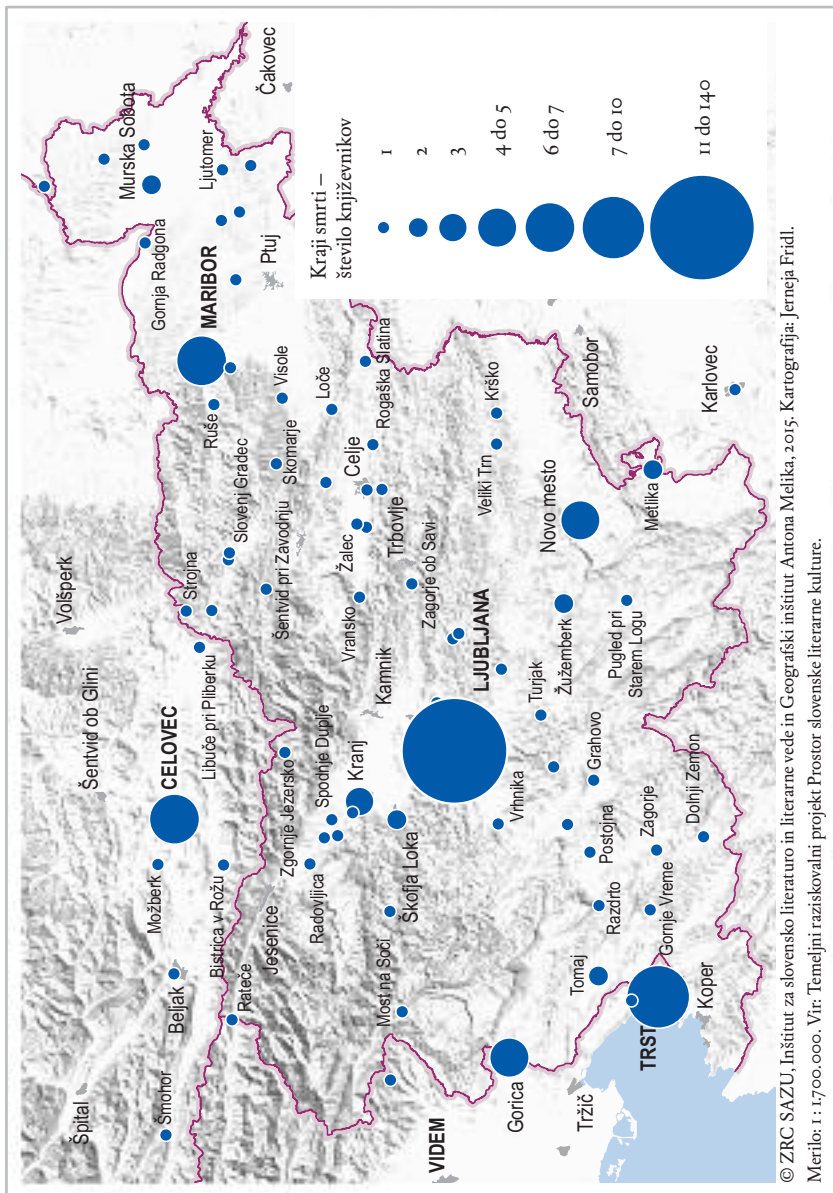 Špital
Šmohor
Beljak
Možberk
CELOVEC
Šentvid ob Glini
Volšperk
Bistrica v Rožu
Libuče pri Pliberku
Strojna
Rateče
Jesenice
Radovljica
Zgornje Jezersko
Spodnje Duplje
Kranj
Kamnik
Škofja Loka
Most na Soči
VIDEM
Gorica
Tržič
TRST
Koper
Tomaj
Razdrto
Gornje Vreme
Postojna
Zagorje
Dolnji Zemon
Vrhnika
Grahovo
LJUBLJANA
Turjak
Žužemberk
Pugled pri
Starem Logu
Novo mesto
Metlika
Karlovec
Samobor
Veliki Trn
Krško
Zagorje ob Savi
Trbovlje
Vransko
Žalec
Celje
Šentvid pri Zavodnju
Slovenj Gradec
Skomarje
Loče
Visole
Rogaška Slatina
Ruše
MARIBOR
Gornja Radgona
Murska Sobota
Ljutomer
Ptuj
Čakovec
Kraji smrti –
število književnikov
1
2
3
4 do 5
6 do 7
7 do 10
11 do 140
© ZRC SAZU, Inštitut za slovensko literaturo in literarne vede in Geografski inštitut Antona Melika, 2015. Kartografija: Jerneja Fridl.
Merilo: 1 : 1.700.000. Vir: Temeljni raziskovalni projekt Prostor slovenske literarne kulture.